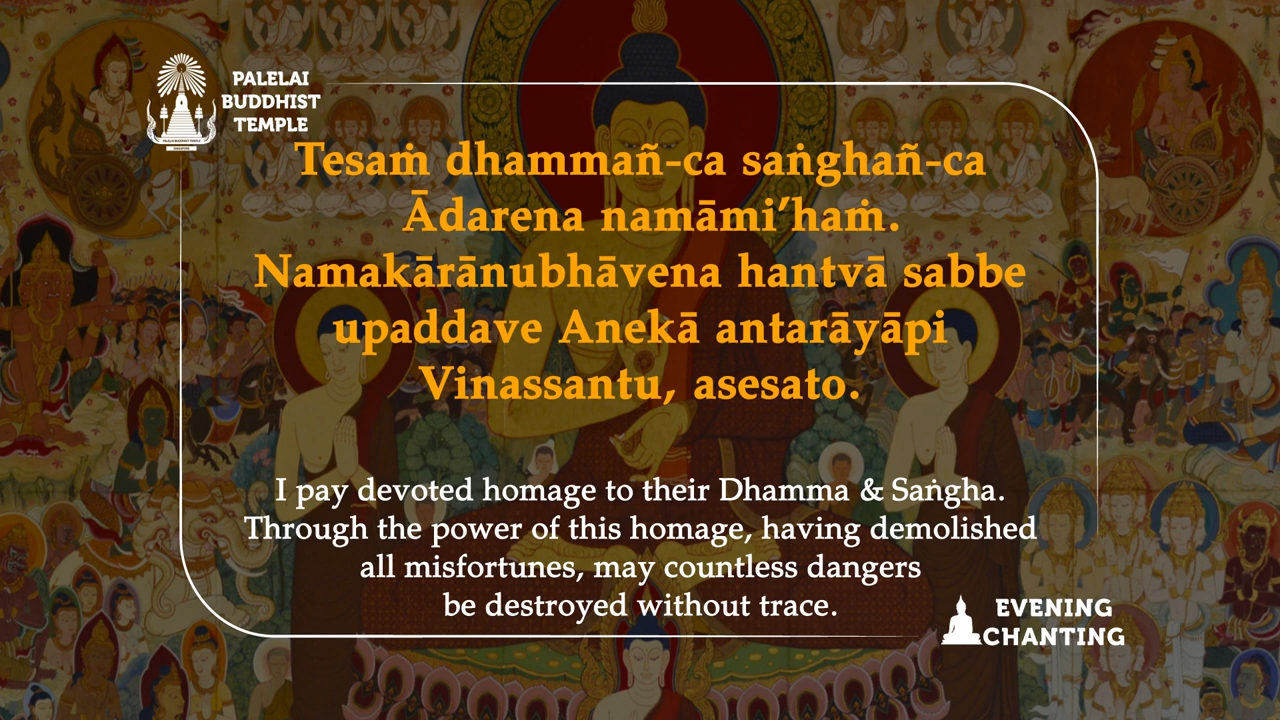 PALELAI
BUDDHIST
TEMPLE
Tesaṁ dhammañ-ca saṅghañ-ca
Ādarena namāmi’haṁ.
Namakārānubhāvena hantvā sabbe
upaddave Anekā antarāyāpi
Vinassantu, asesato.
I pay devoted homage to their Dhamma & Saṅgha.
Through the power of this homage, having demolished
all misfortunes, may countless dangers
be destroyed without trace.
EVENING
CHANTING